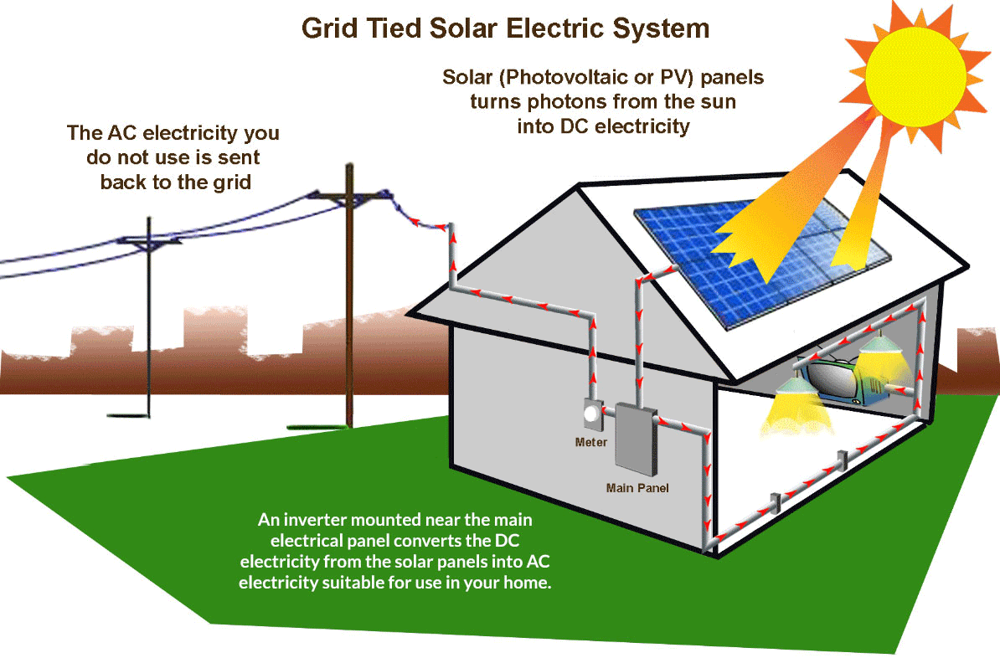 Grid Tied Solar Electric System
Solar (Photovoltaic or PV) panels
turns photons from the sun
into DC electricity
The AC electricity you
do not use is sent
back to the grid
Meter
Main Panel
An inverter mounted near the main
electrical panel converts the DC
electricity from the solar panels into AC
electricity suitable for use in your home.